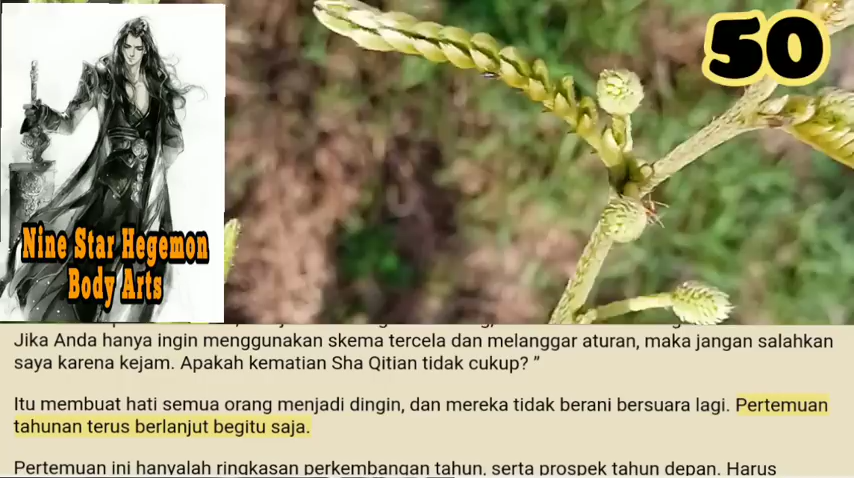 50
Nine Star Hegemon
Body Arts
Jika Anda hanya ingin menggunakan skema tercela dan melanggar aturan, maka jangan salahkan
saya karena kejam. Apakah kematian Sha Qitian tidak cukup? ”
Itu membuat hati semua orang menjadi dingin, dan mereka tidak berani bersuara lagi. Pertemuan
tahunan terus berlanjut begitu saja.
Pertemuan ini hanyalah ringkasan perkembangan tahun, serta prospek tahun depan. Harus